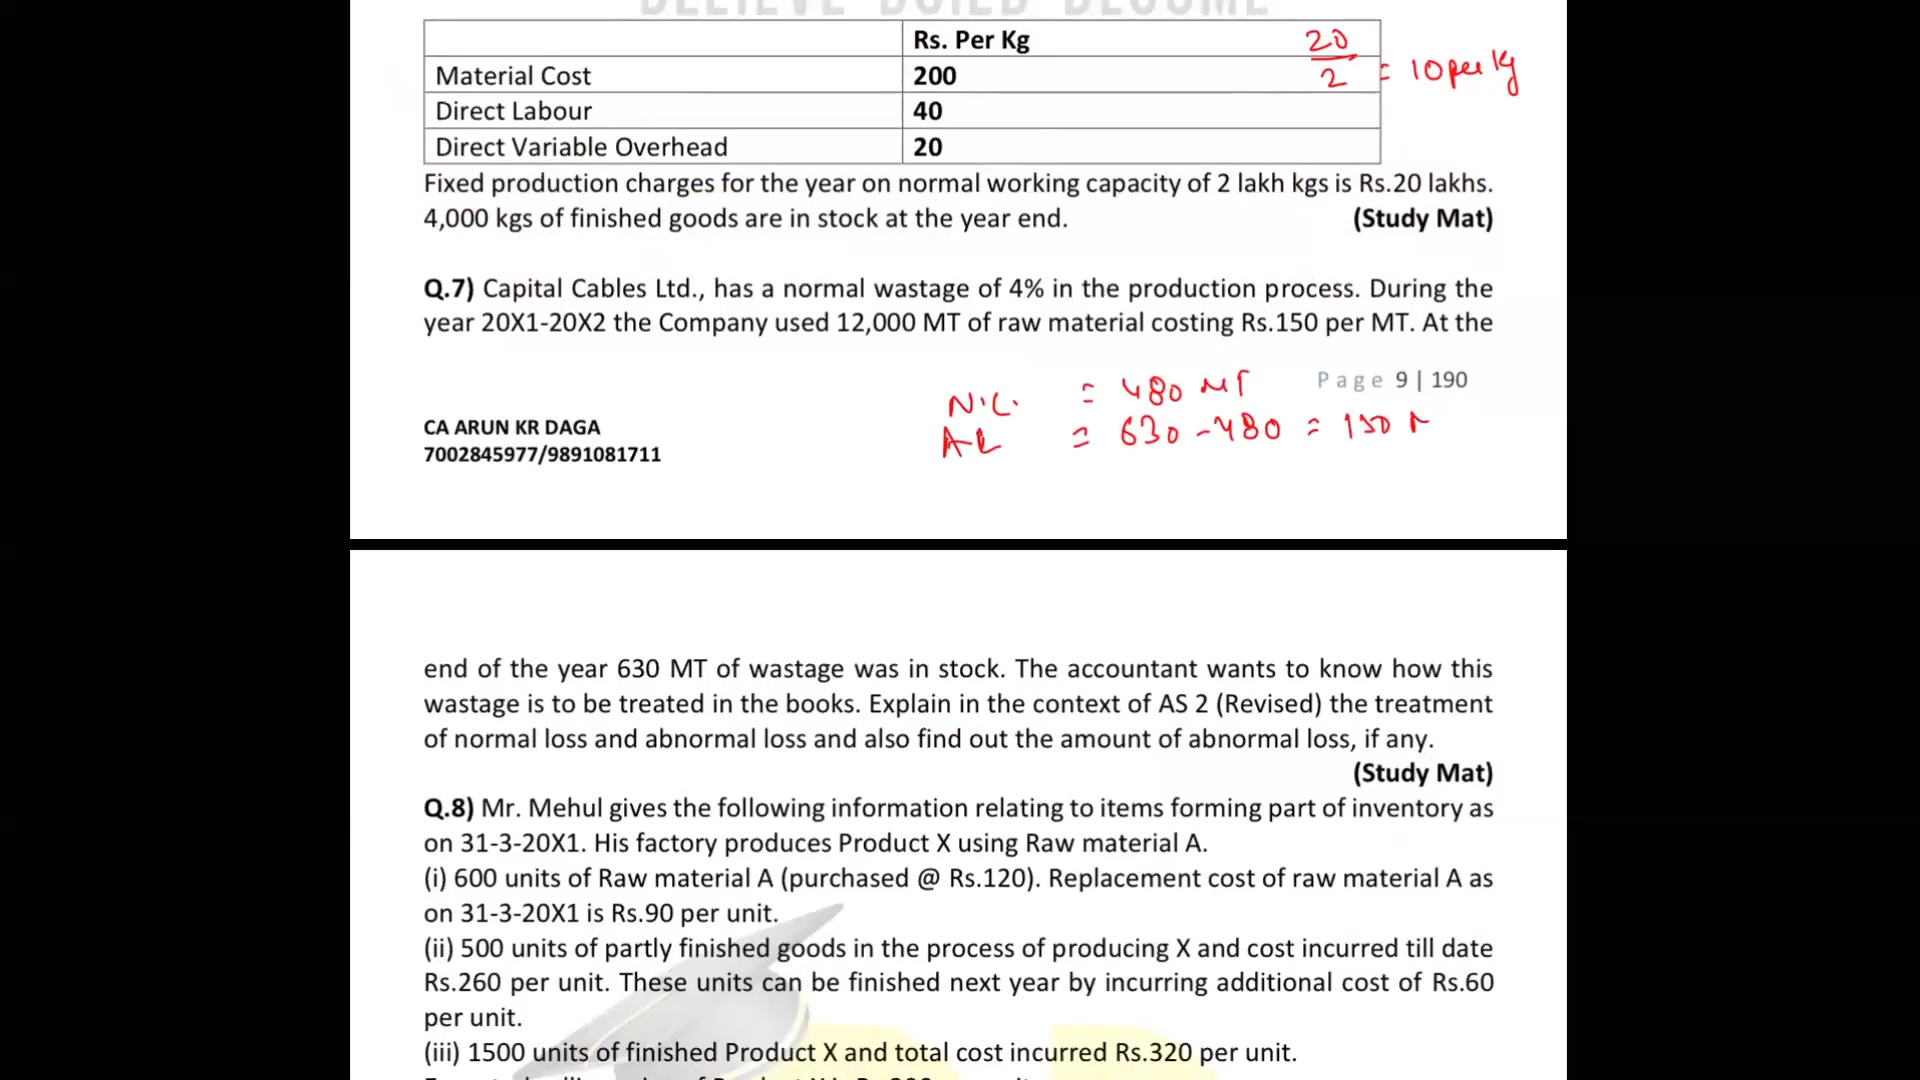 BELIEVE BUILD BECOME
Rs. Per Kg
Material Cost 200
Direct Labour 40
Direct Variable Overhead 20
20
2 = 10 per kg
Fixed production charges for the year on normal working capacity of 2 lakh kgs is Rs.20 lakhs.
4,000 kgs of finished goods are in stock at the year end. (Study Mat)
Q.7) Capital Cables Ltd., has a normal wastage of 4% in the production process. During the
year 20X1-20X2 the Company used 12,000 MT of raw material costing Rs.150 per MT. At the
Page 9 | 190
N.L. = 480 MT
AL = 630 - 480 = 150 M
CA ARUN KR DAGA
7002845977/9891081711
end of the year 630 MT of wastage was in stock. The accountant wants to know how this
wastage is to be treated in the books. Explain in the context of AS 2 (Revised) the treatment
of normal loss and abnormal loss and also find out the amount of abnormal loss, if any.
(Study Mat)
Q.8) Mr. Mehul gives the following information relating to items forming part of inventory as
on 31-3-20X1. His factory produces Product X using Raw material A.
(i) 600 units of Raw material A (purchased @ Rs.120). Replacement cost of raw material A as
on 31-3-20X1 is Rs.90 per unit.
(ii) 500 units of partly finished goods in the process of producing X and cost incurred till date
Rs.260 per unit. These units can be finished next year by incurring additional cost of Rs.60
per unit.
(iii) 1500 units of finished Product X and total cost incurred Rs.320 per unit.